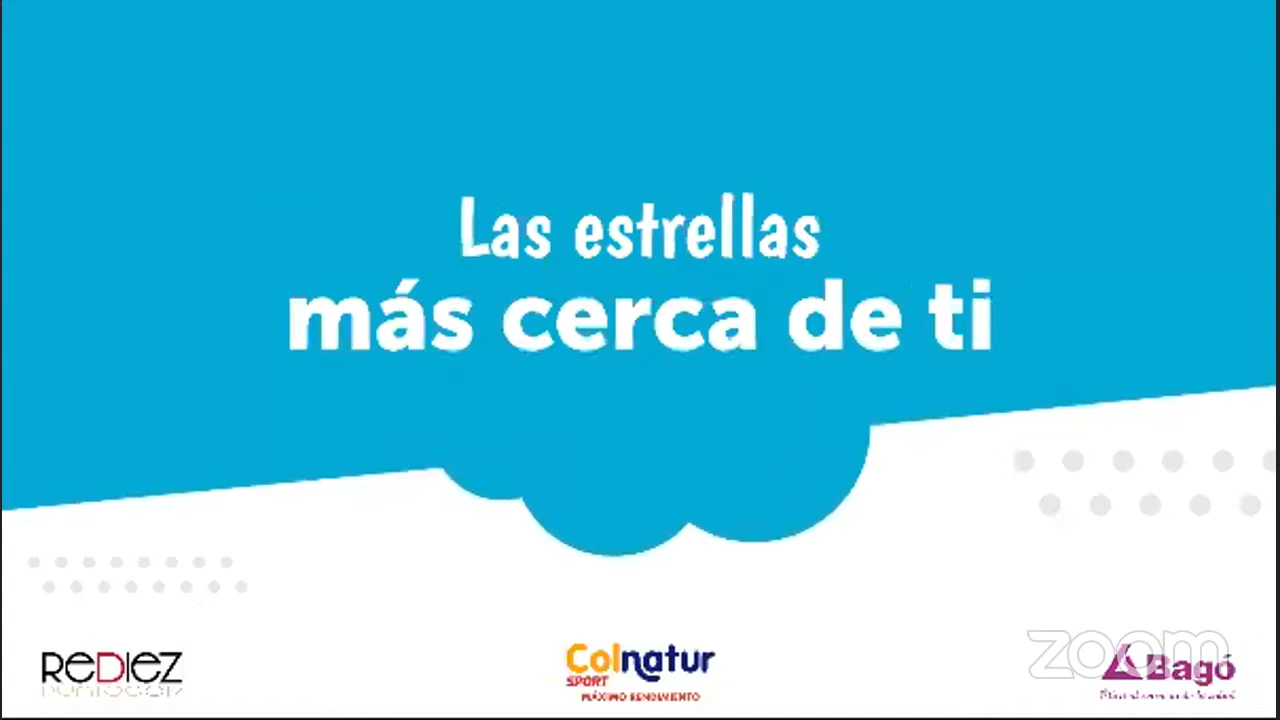 Las estrellas
más cerca de ti
REDIEZ
Colnatur
SPORT
MÁXIMO RENDIMIENTO
zoom
Bagó